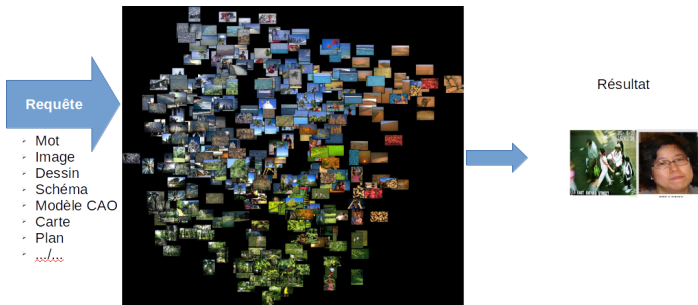 Requête
Mot
Image
Dessin
Schéma
Modèle CAO
Carte
Plan
.../...
Résultat